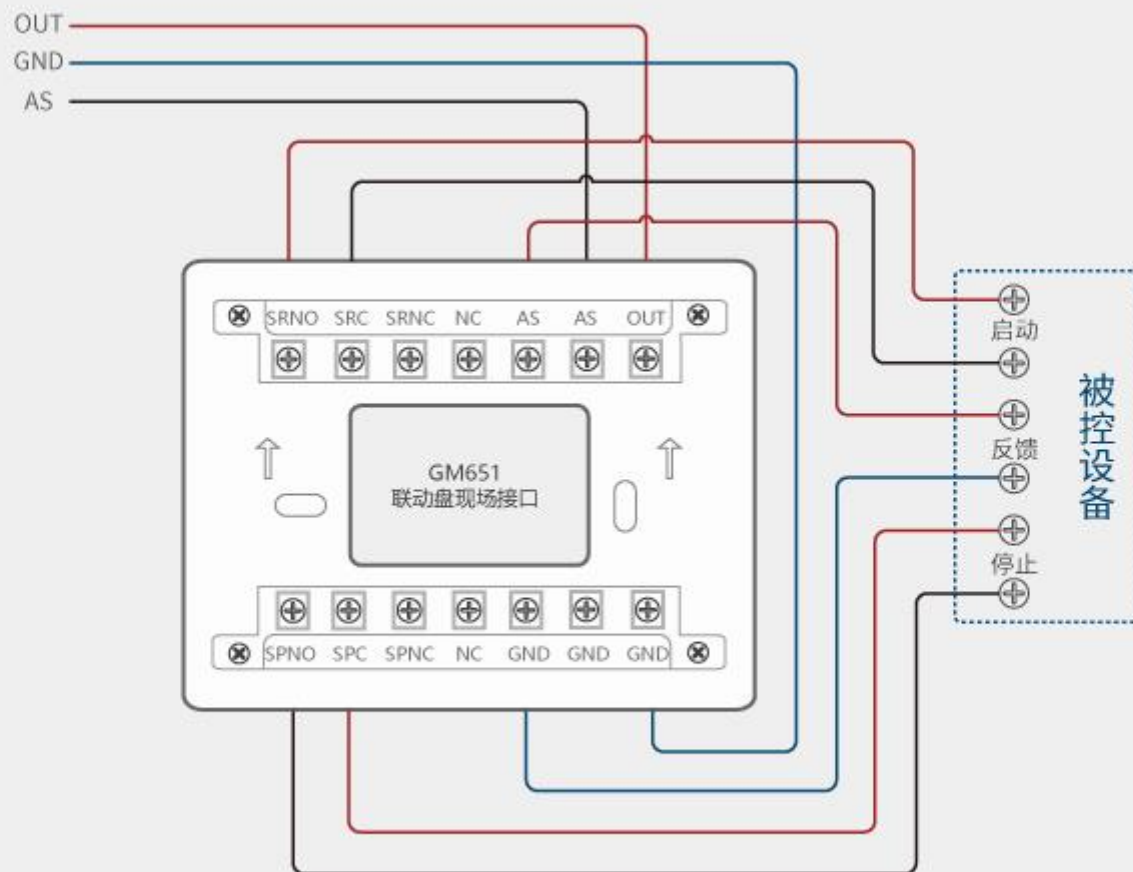 OUT
GND
AS
SRNO SRC SRNC NC AS AS OUT
启动
反馈
停止
被控设备
GM651
联动盘现场接口
SPNO SPC SPNC NC GND GND GND